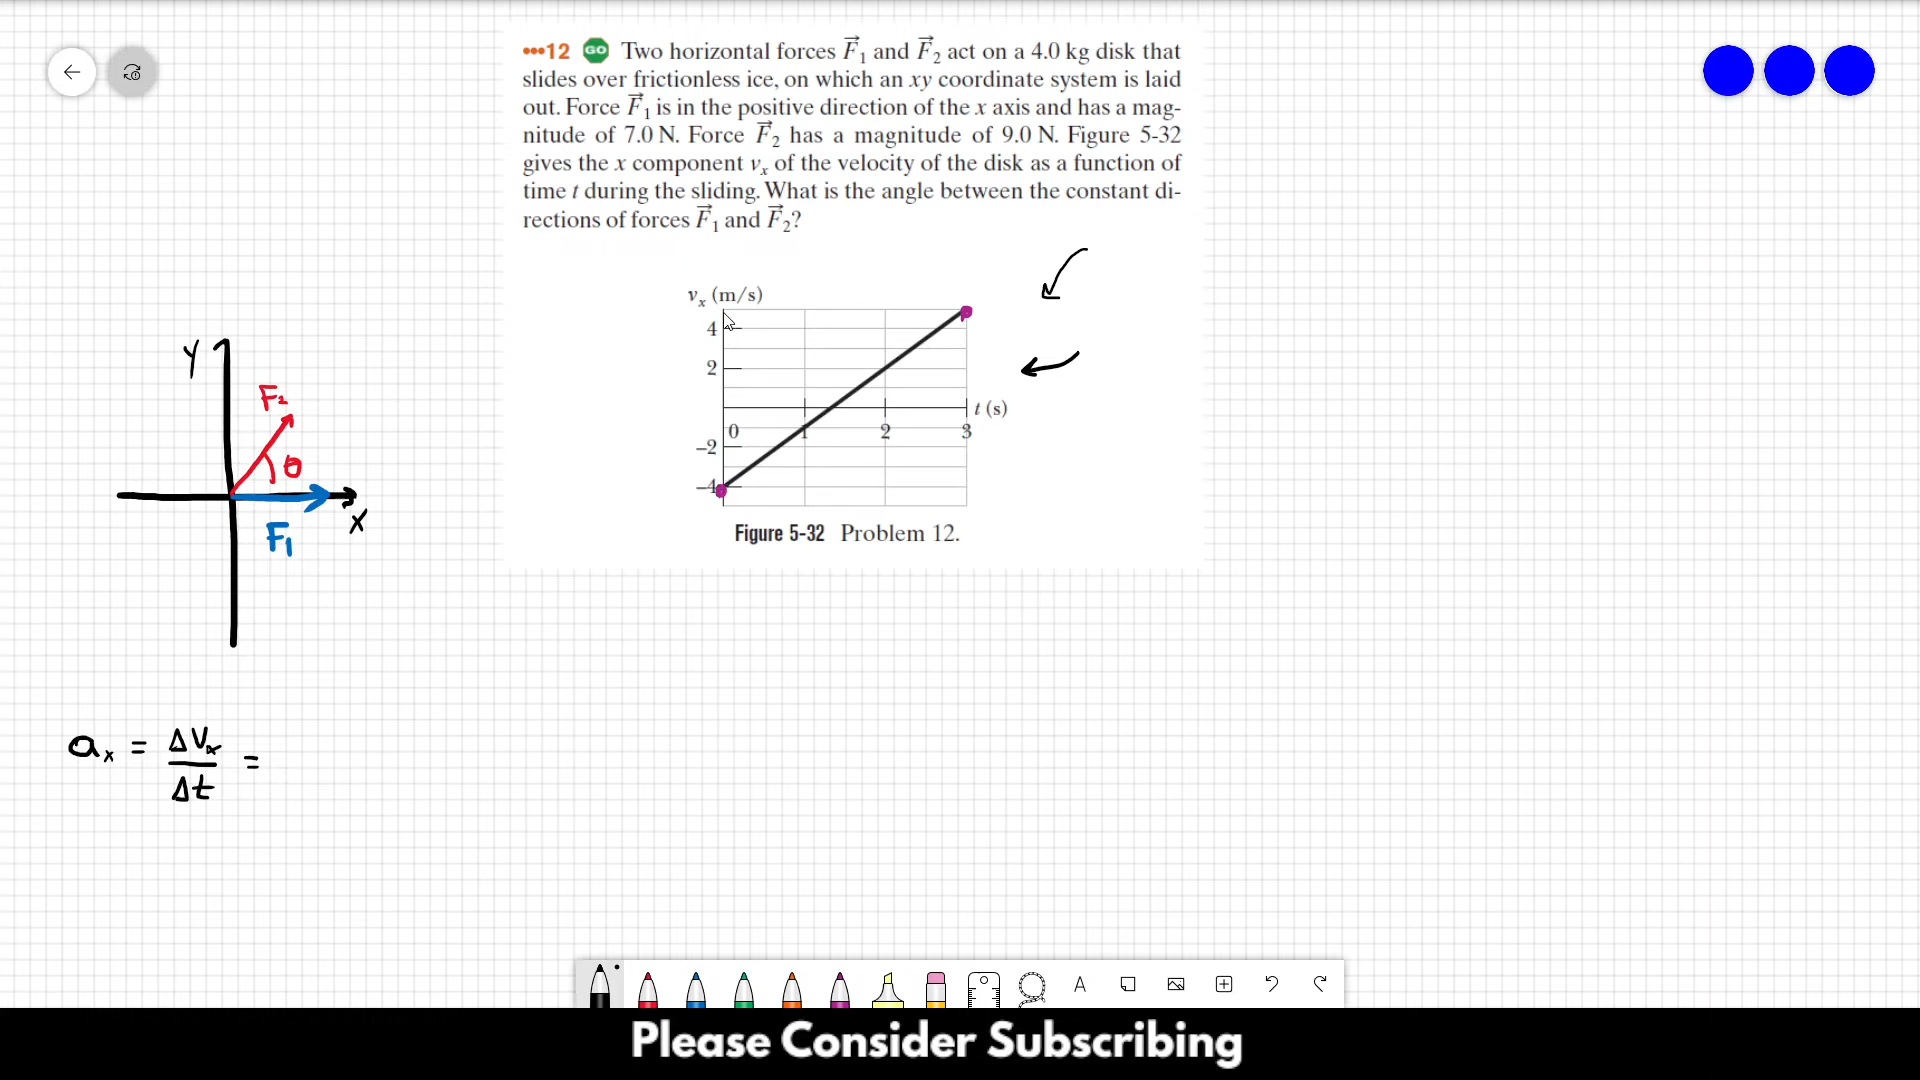 •••12 GO Two horizontal forces F⃗₁ and F⃗₂ act on a 4.0 kg disk that
slides over frictionless ice, on which an xy coordinate system is laid
out. Force F⃗₁ is in the positive direction of the x axis and has a mag-
nitude of 7.0 N. Force F⃗₂ has a magnitude of 9.0 N. Figure 5-32
gives the x component vₓ of the velocity of the disk as a function of
time t during the sliding. What is the angle between the constant di-
rections of forces F⃗₁ and F⃗₂?
vₓ (m/s)
4
2
t (s)
0 1 2 3
–2
–4
Figure 5-32 Problem 12.
Y
F₂
θ
X
F₁
aₓ = ΔVₓ / Δt =
A
Please Consider Subscribing